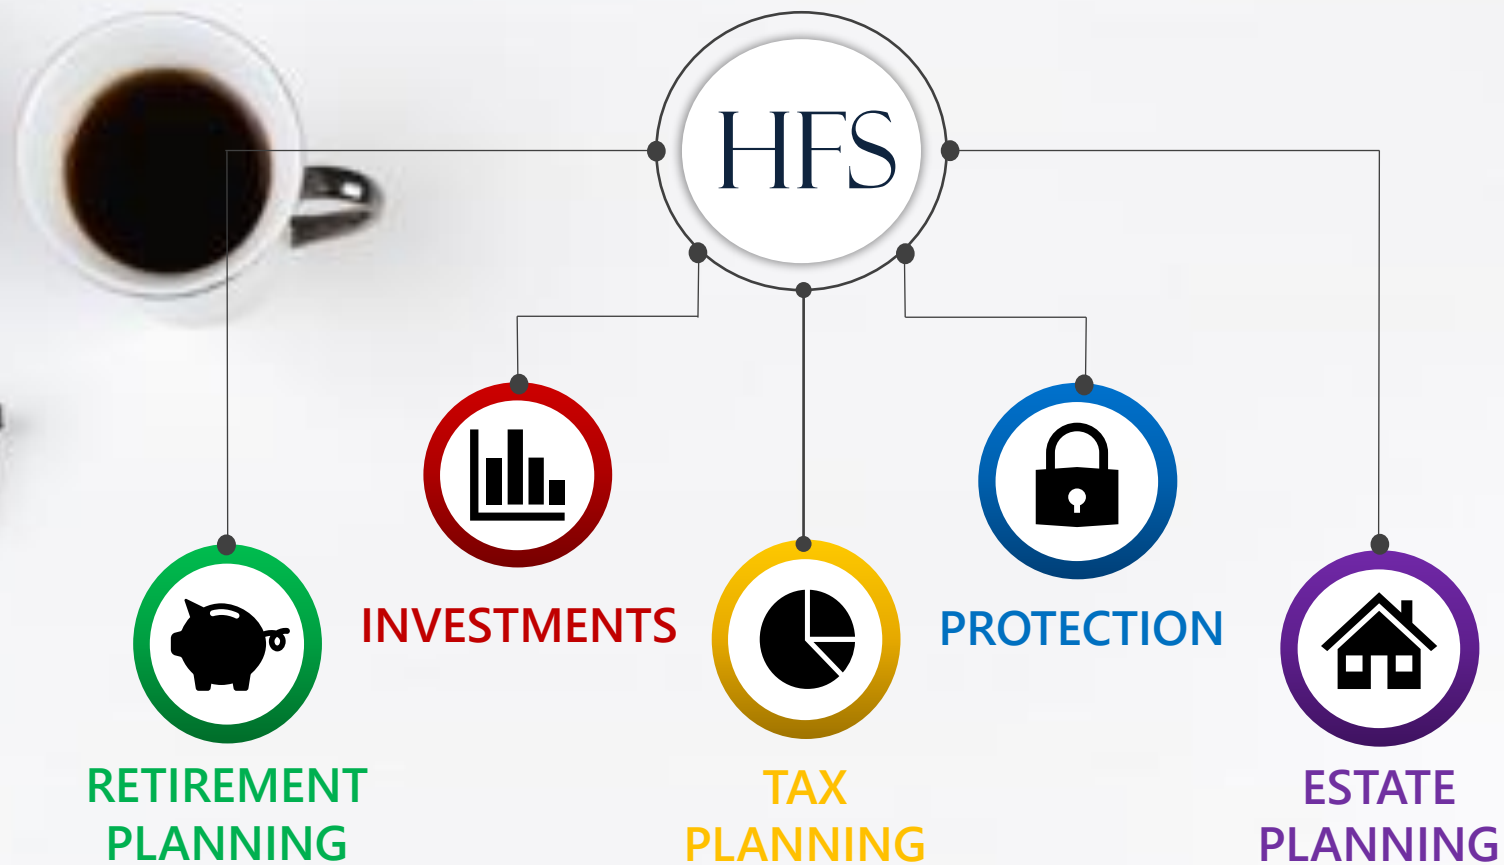 HFS
INVESTMENTS
PROTECTION
RETIREMENT
PLANNING
TAX
PLANNING
ESTATE
PLANNING